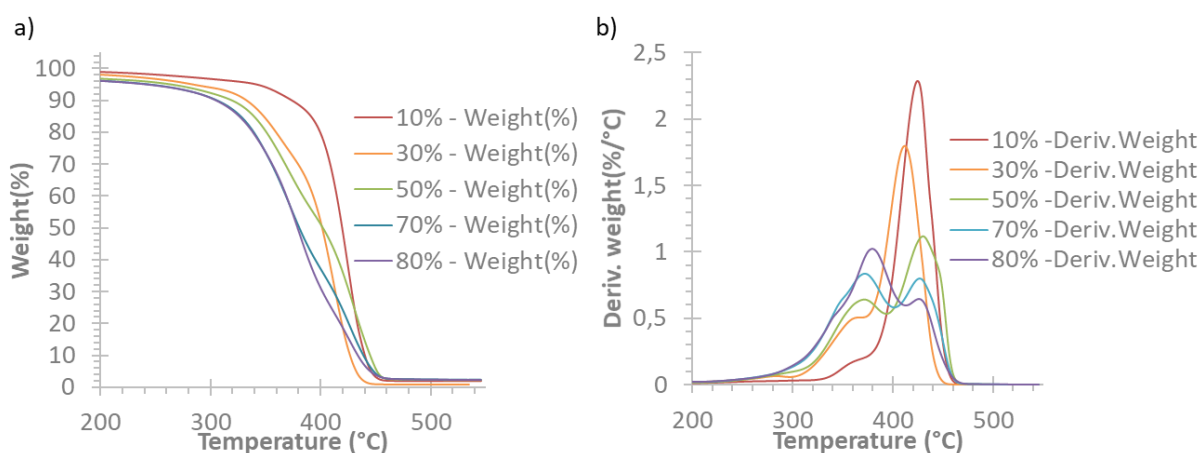 a)
100
90
80
70
60
50
40
30
20
10
0
Weight(%)
200
300
400
500
Temperature (°C)
10% - Weight(%)
30% - Weight(%)
50% - Weight(%)
70% - Weight(%)
80% - Weight(%)
b)
2,5
2
1,5
1
0,5
0
Deriv. weight(%/°C)
200
300
400
500
Temperature (°C)
10% -Deriv.Weight
30% -Deriv.Weight
50% -Deriv.Weight
70% -Deriv.Weight
80% -Deriv.Weight